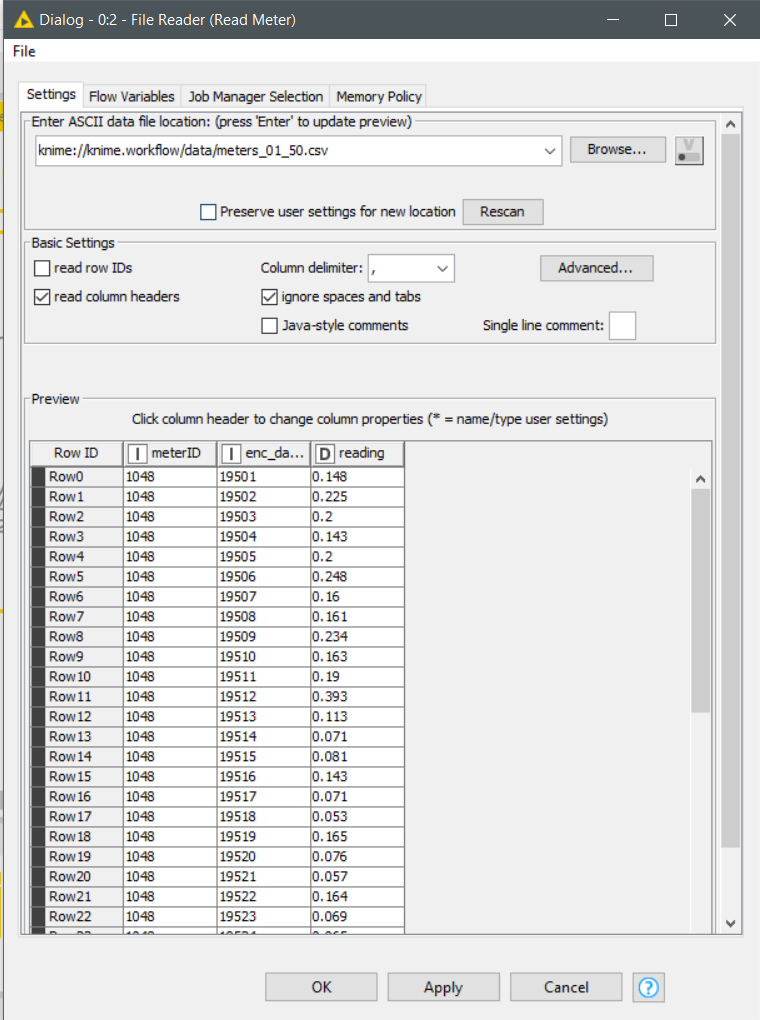 Dialog - 0:2 - File Reader (Read Meter)
File
Settings Flow Variables Job Manager Selection Memory Policy
Enter ASCII data file location: (press 'Enter' to update preview)
knime://knime.workflow/data/meters_01_50.csv Browse... V
Preserve user settings for new location Rescan
Basic Settings
read row IDs Column delimiter: , Advanced...
read column headers ignore spaces and tabs
Java-style comments Single line comment:
Preview
Click column header to change column properties (* = name/type user settings)
Row ID I meterID I enc_da... D reading
Row0 1048 19501 0.148
Row1 1048 19502 0.225
Row2 1048 19503 0.2
Row3 1048 19504 0.143
Row4 1048 19505 0.2
Row5 1048 19506 0.248
Row6 1048 19507 0.16
Row7 1048 19508 0.161
Row8 1048 19509 0.234
Row9 1048 19510 0.163
Row10 1048 19511 0.19
Row11 1048 19512 0.393
Row12 1048 19513 0.113
Row13 1048 19514 0.071
Row14 1048 19515 0.081
Row15 1048 19516 0.143
Row16 1048 19517 0.071
Row17 1048 19518 0.053
Row18 1048 19519 0.165
Row19 1048 19520 0.076
Row20 1048 19521 0.057
Row21 1048 19522 0.164
Row22 1048 19523 0.069
OK Apply Cancel ?